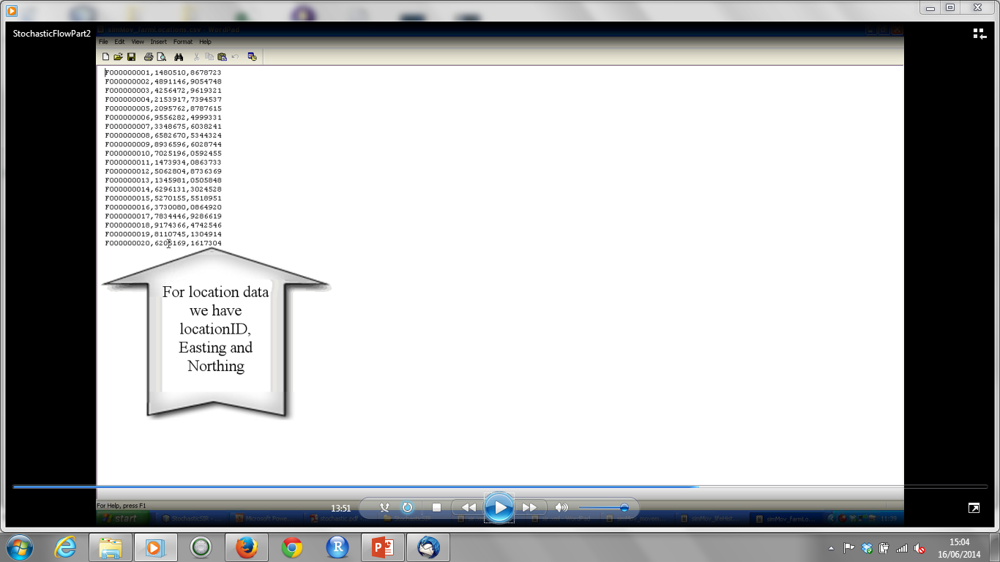 StochasticFlowPart2
simMov_farmLocations.csv - WordPad
File Edit View Insert Format Help
F000000001,1480510,8678723
F000000002,4891146,9054748
F000000003,4256472,9619321
F000000004,2153917,7394537
F000000005,2095762,8787615
F000000006,9556282,4999331
F000000007,3348675,6038241
F000000008,6582670,5344324
F000000009,8936596,6028744
F000000010,7025196,0592455
F000000011,1473934,0863733
F000000012,5062804,8736369
F000000013,1345981,0505848
F000000014,6296131,3024528
F000000015,5270155,5518951
F000000016,3730080,0864920
F000000017,7834446,9286619
F000000018,9174366,4742546
F000000019,8110745,1304914
F000000020,6205169,1617304
For location data
we have
locationID,
Easting and
Northing
For Help, press F1
13:51
start StochasticSIR Microsoft Power... stochastic.pdf StochasticSIR WordPad simMov_movem... simMov_lifeHist... simMov_farmLo... 11:39
15:04
16/06/2014